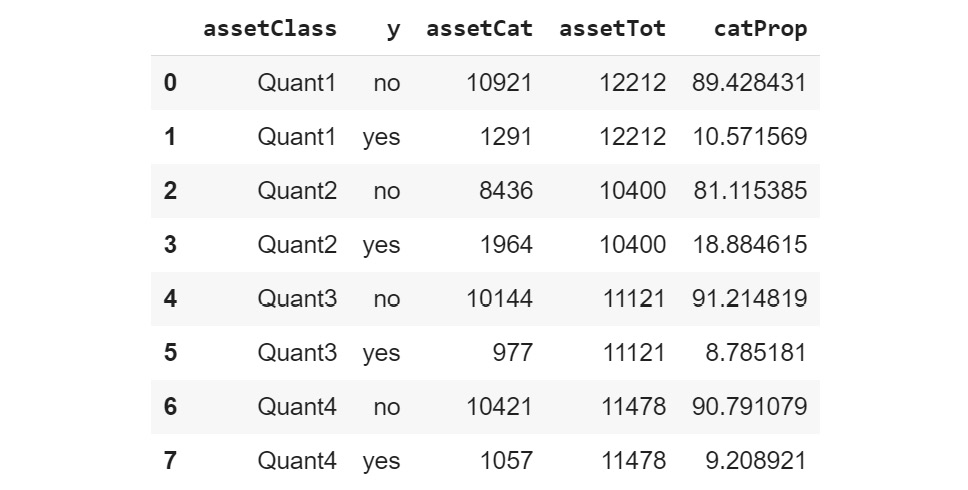 assetClass y assetCat assetTot catProp
0 Quant1 no 10921 12212 89.428431
1 Quant1 yes 1291 12212 10.571569
2 Quant2 no 8436 10400 81.115385
3 Quant2 yes 1964 10400 18.884615
4 Quant3 no 10144 11121 91.214819
5 Quant3 yes 977 11121 8.785181
6 Quant4 no 10421 11478 90.791079
7 Quant4 yes 1057 11478 9.208921